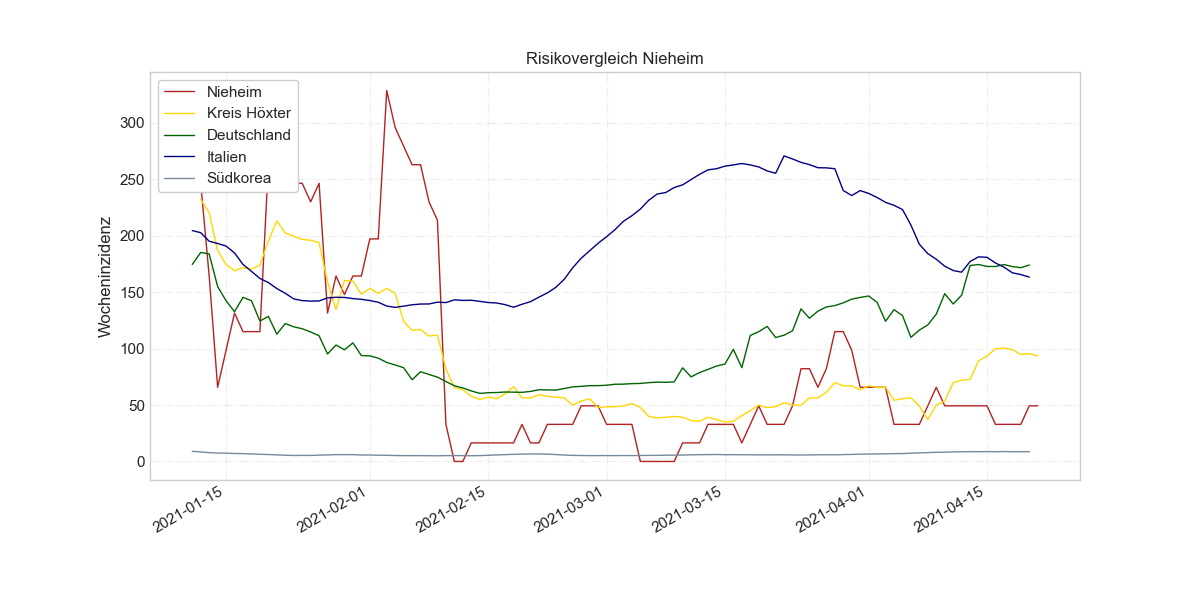 Risikovergleich Nieheim
Nieheim
Kreis Höxter
Deutschland
Italien
Südkorea
Wocheninzidenz
300
250
200
150
100
50
0
2021-01-15
2021-02-01
2021-02-15
2021-03-01
2021-03-15
2021-04-01
2021-04-15